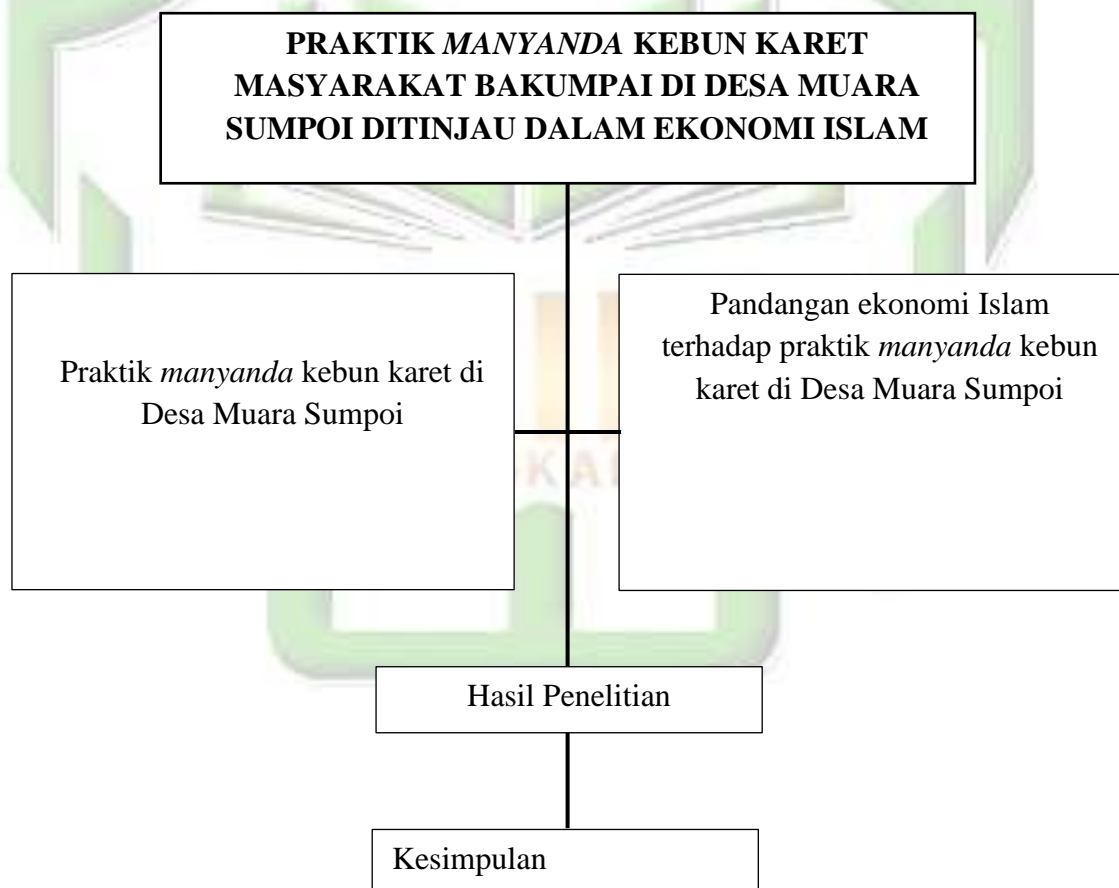 PRAKTIK MANYANDA KEBUN KARET
MASYARAKAT BAKUMPAI DI DESA MUARA
SUMPOI DITINJAU DALAM EKONOMI ISLAM
Praktik manyanda kebun karet di
Desa Muara Sumpoi
Pandangan ekonomi Islam
terhadap praktik manyanda kebun
karet di Desa Muara Sumpoi
Hasil Penelitian
Kesimpulan